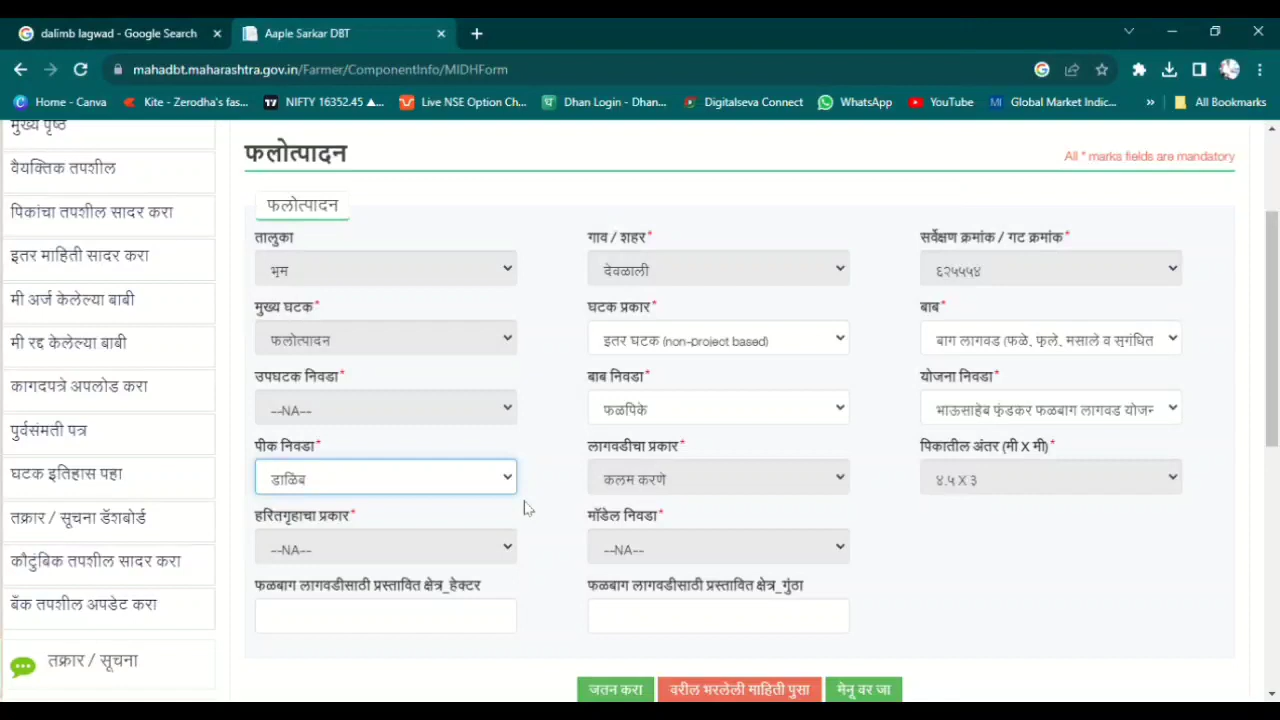 dalimb lagwad - Google Search
Aaple Sarkar DBT
mahadbt.maharashtra.gov.in/Farmer/ComponentInfo/MIDHForm
Home - Canva
Kite - Zerodha's fas...
NIFTY 16352.45 ▲...
Live NSE Option Ch...
Dhan Login - Dhan...
Digitalseva Connect
WhatsApp
YouTube
Global Market Indic...
» All Bookmarks
मुख्य पृष्ठ
वैयक्तिक तपशील
पिकांचा तपशील सादर करा
इतर माहिती सादर करा
मी अर्ज केलेल्या बाबी
मी रद्द केलेल्या बाबी
कागदपत्रे अपलोड करा
पुर्वसंमती पत्र
घटक इतिहास पहा
तक्रार / सूचना डॅशबोर्ड
कौटुंबिक तपशील सादर करा
बँक तपशील अपडेट करा
तक्रार / सूचना
फलोत्पादन
All * marks fields are mandatory
फलोत्पादन
तालुका
गाव / शहर*
सर्वेक्षण क्रमांक / गट क्रमांक*
भूम
देवळाली
६२५५५४
मुख्य घटक*
घटक प्रकार*
बाब*
फलोत्पादन
इतर घटक (non-project based)
बाग लागवड (फळे, फुले, मसाले व सुगंधित
उपघटक निवडा*
बाब निवडा*
योजना निवडा*
--NA--
फळपिके
भाऊसाहेब फुंडकर फळबाग लागवड योजन
पीक निवडा*
लागवडीचा प्रकार*
पिकातील अंतर (मी X मी)*
डाळिंब
कलम करणे
४.५ X ३
हरितगृहाचा प्रकार*
मॉडेल निवडा*
--NA--
--NA--
फळबाग लागवडीसाठी प्रस्तावित क्षेत्र_हेक्टर
फळबाग लागवडीसाठी प्रस्तावित क्षेत्र_गुंठा
जतन करा
वरील भरलेली माहिती पुसा
मेनू वर जा